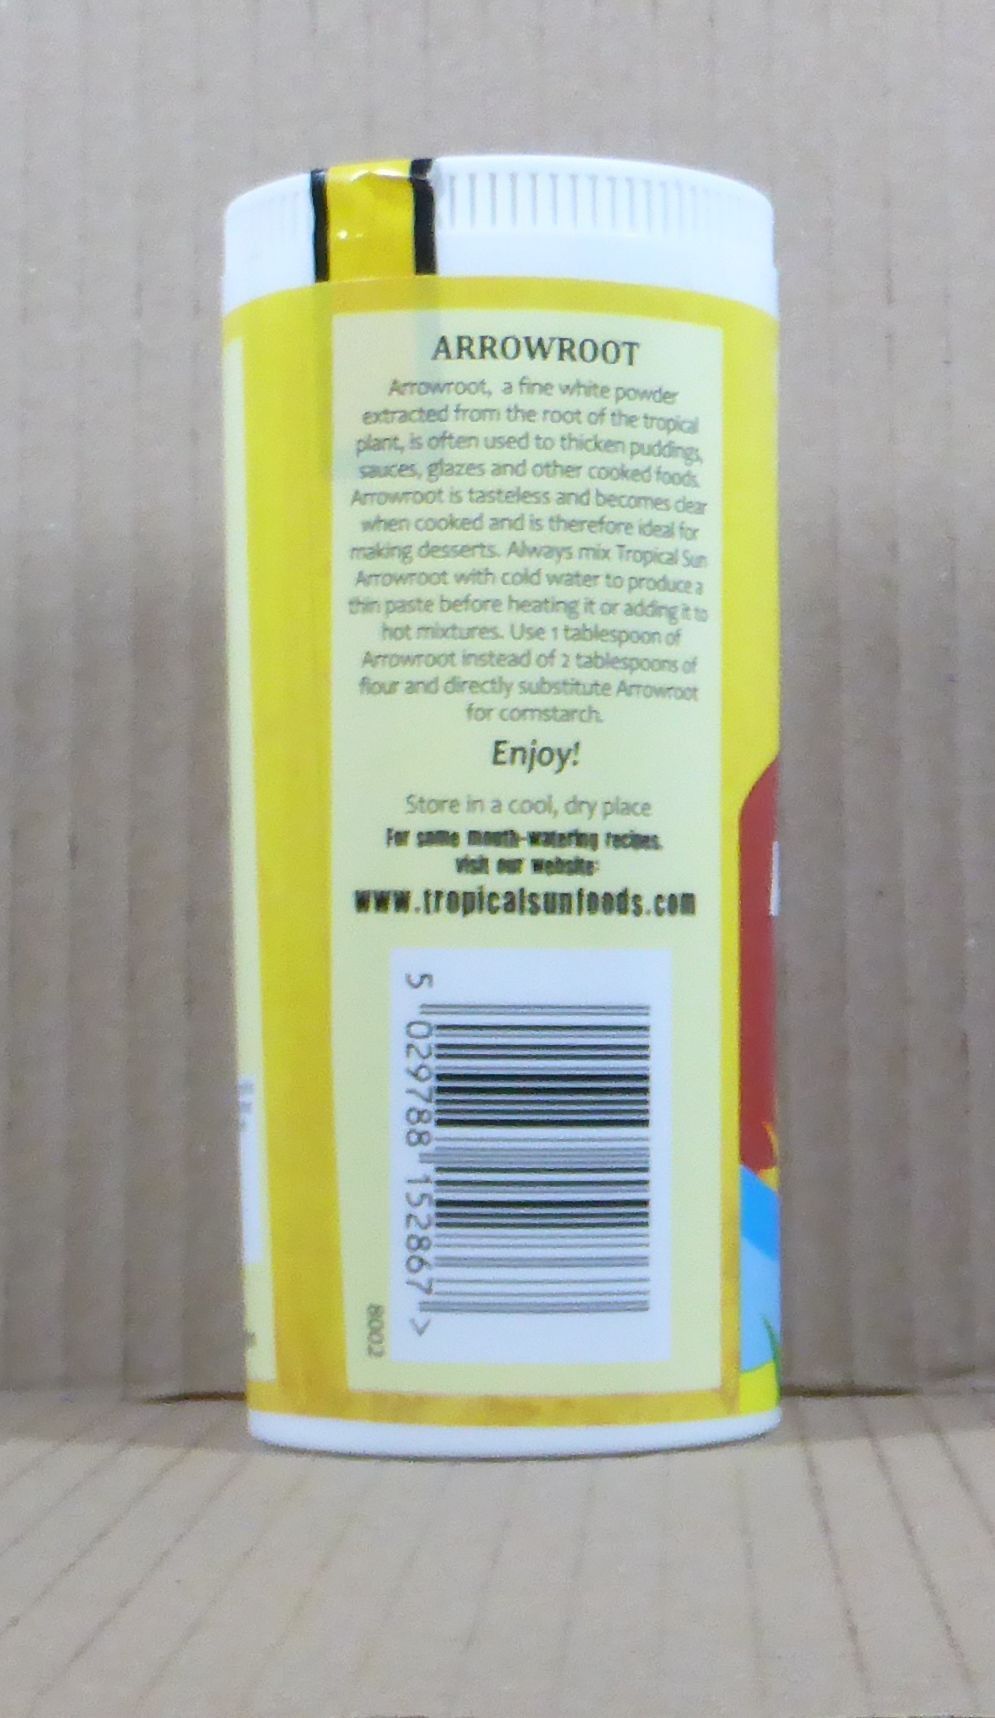 ARROWROOT
Arrowroot, a fine white powder
extracted from the root of the tropical
plant, is often used to thicken puddings,
sauces, glazes and other cooked foods.
Arrowroot is tasteless and becomes clear
when cooked and is therefore ideal for
making desserts. Always mix Tropical Sun
Arrowroot with cold water to produce a
thin paste before heating it or adding it to
hot mixtures. Use 1 tablespoon of
Arrowroot instead of 2 tablespoons of
flour and directly substitute Arrowroot
for cornstarch.
Enjoy!
Store in a cool, dry place
For some mouth-watering recipes,
visit our website:
www.tropicalsunfoods.com
5 029788 152867 >
8002